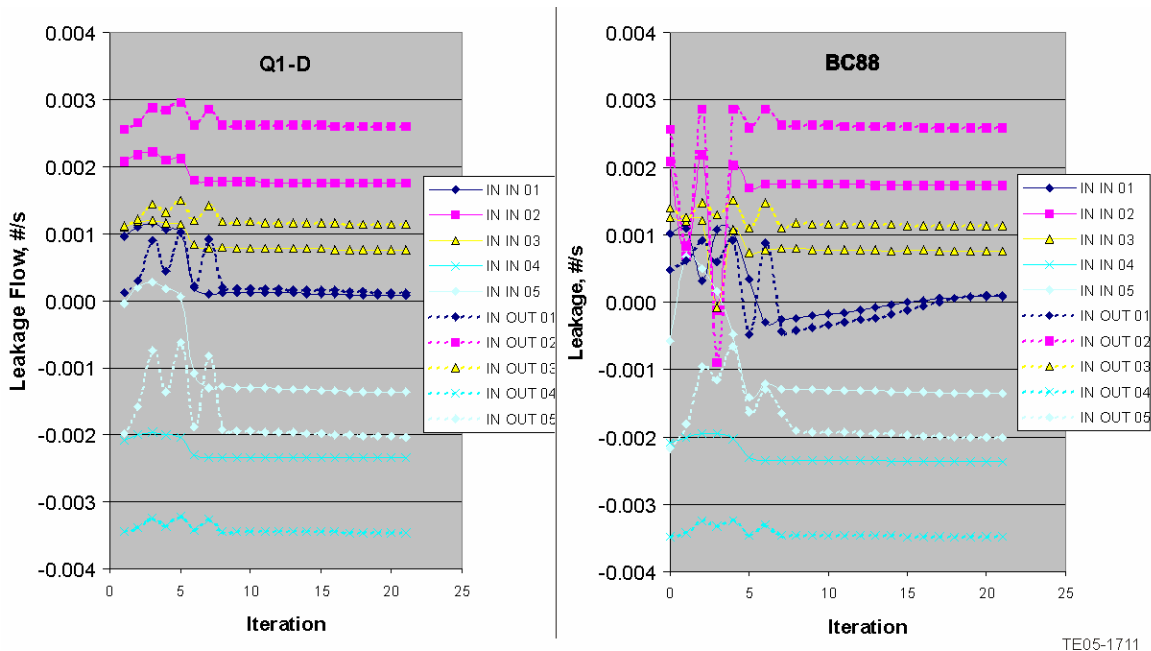 Q1-D
0.004
0.003
0.002
0.001
0.000
-0.001
-0.002
-0.003
-0.004
Leakage Flow, #/s
0
5
10
15
20
25
Iteration
IN IN 01
IN IN 02
IN IN 03
IN IN 04
IN IN 05
IN OUT 01
IN OUT 02
IN OUT 03
IN OUT 04
IN OUT 05
BC88
0.004
0.003
0.002
0.001
0.000
-0.001
-0.002
-0.003
-0.004
Leakage, #/s
0
5
10
15
20
25
Iteration
IN IN 01
IN IN 02
IN IN 03
IN IN 04
IN IN 05
IN OUT 01
IN OUT 02
IN OUT 03
IN OUT 04
IN OUT 05
TE05-1711